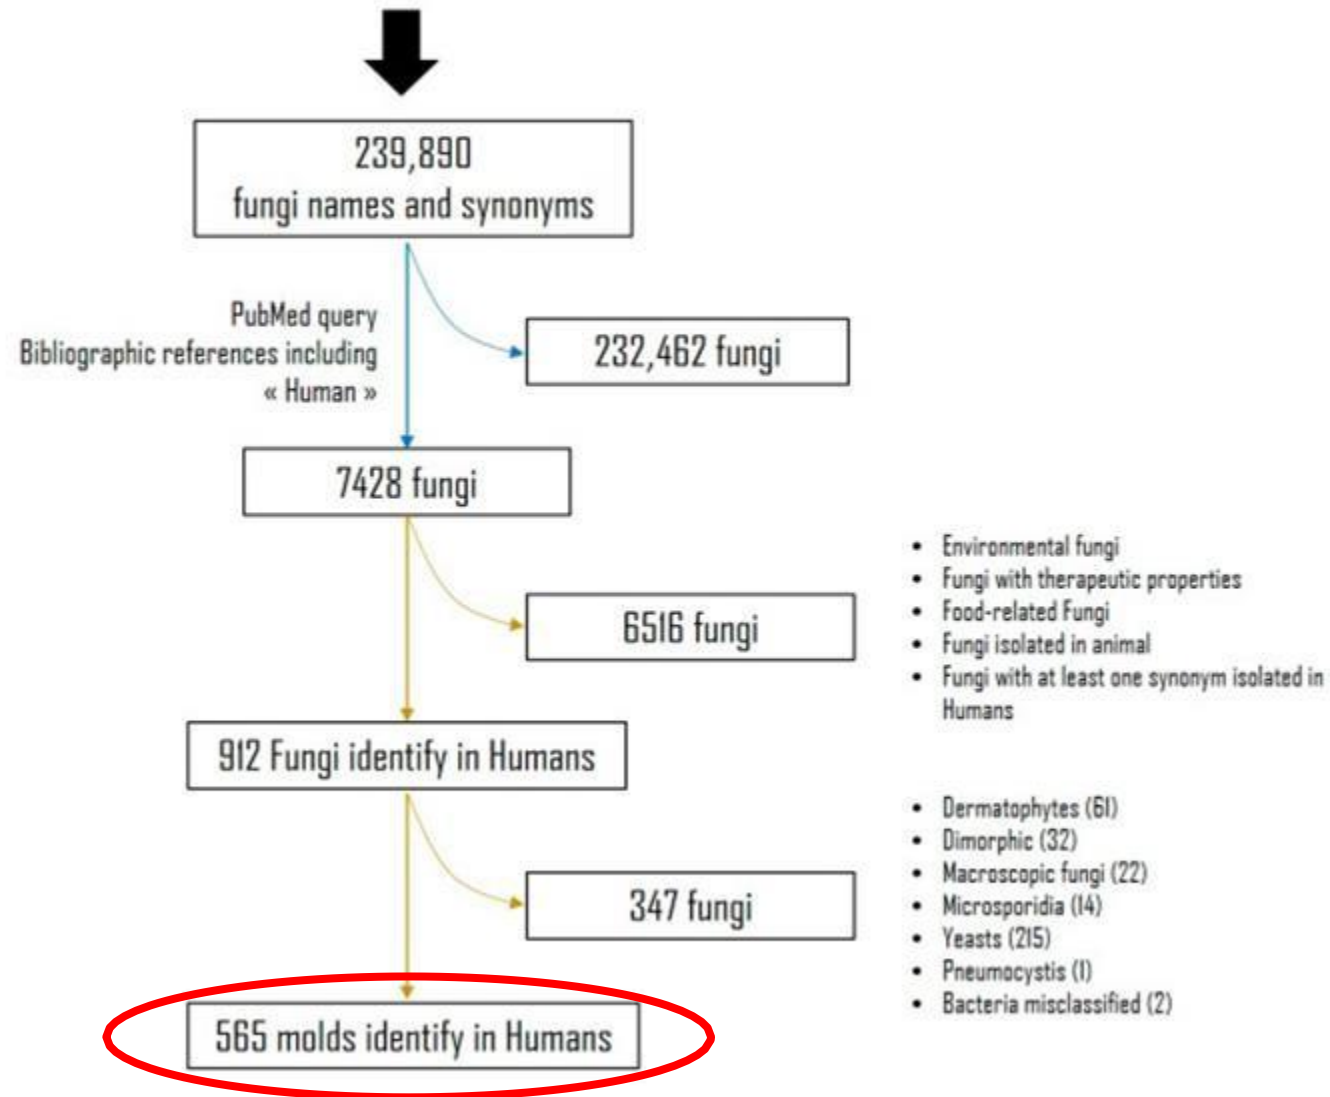 239,890
fungi names and synonyms
PubMed query
Bibliographic references including
« Human »
232,462 fungi
7428 fungi
6516 fungi
• Environmental fungi
• Fungi with therapeutic properties
• Food-related Fungi
• Fungi isolated in animal
• Fungi with at least one synonym isolated in
Humans
912 Fungi identify in Humans
347 fungi
• Dermatophytes (61)
• Dimorphic (32)
• Macroscopic fungi (22)
• Microsporidia (14)
• Yeasts (215)
• Pneumocystis (1)
• Bacteria misclassified (2)
565 molds identify in Humans